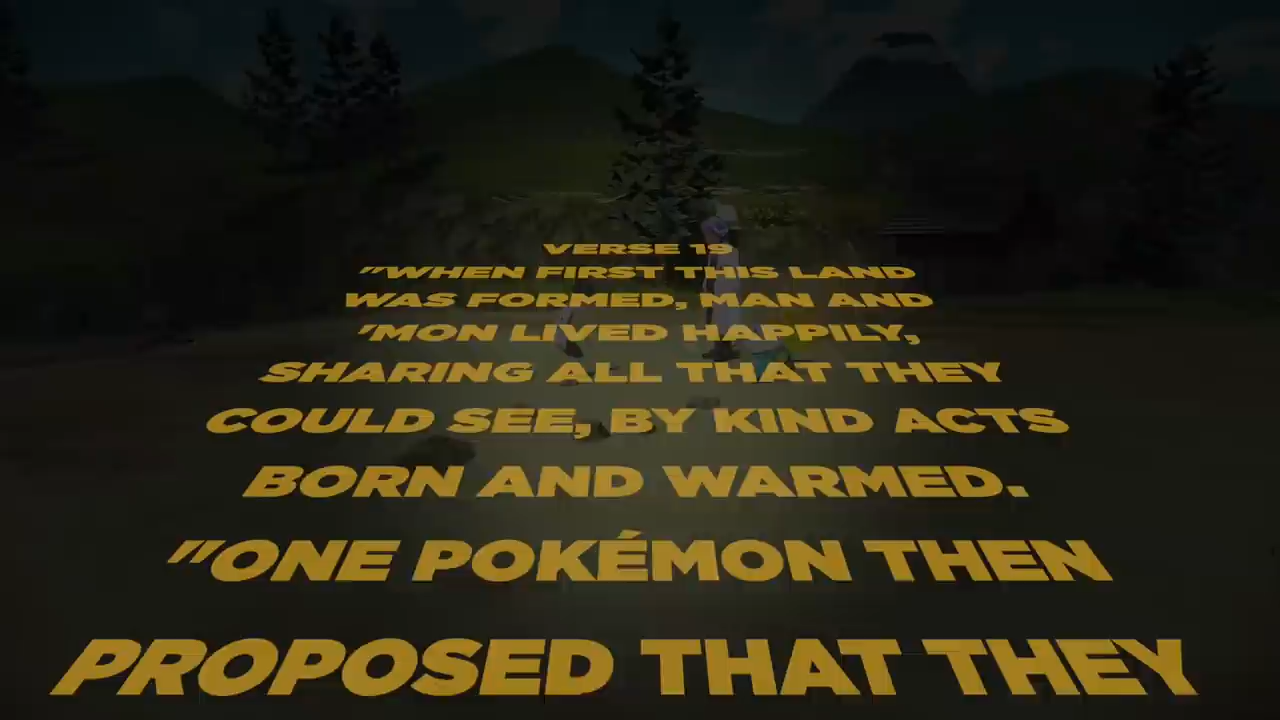 VERSE 19
"WHEN FIRST THIS LAND
WAS FORMED, MAN AND
'MON LIVED HAPPILY,
SHARING ALL THAT THEY
COULD SEE, BY KIND ACTS
BORN AND WARMED.
"ONE POKÉMON THEN
PROPOSED THAT THEY